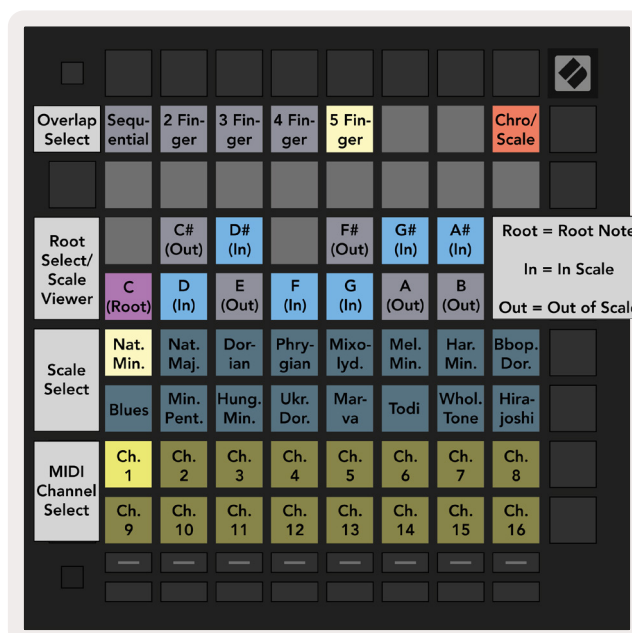 Overlap
Select
Sequ-
ential
2 Fin-
ger
3 Fin-
ger
4 Fin-
ger
5 Fin-
ger
Chro/
Scale
Root
Select/
Scale
Viewer
C#
(Out)
D#
(In)
F#
(Out)
G#
(In)
A#
(In)
C
(Root)
D
(In)
E
(Out)
F
(In)
G
(In)
A
(Out)
B
(Out)
Root = Root Note
In = In Scale
Out = Out of Scale
Scale
Select
Nat.
Min.
Nat.
Maj.
Dor-
ian
Phry-
gian
Mixo-
lyd.
Mel.
Min.
Har.
Min.
Bbop.
Dor.
Blues
Min.
Pent.
Hung.
Min.
Ukr.
Dor.
Mar-
va
Todi
Whol.
Tone
Hira-
joshi
MIDI
Channel
Select
Ch.
1
Ch.
2
Ch.
3
Ch.
4
Ch.
5
Ch.
6
Ch.
7
Ch.
8
Ch.
9
Ch.
10
Ch.
11
Ch.
12
Ch.
13
Ch.
14
Ch.
15
Ch.
16